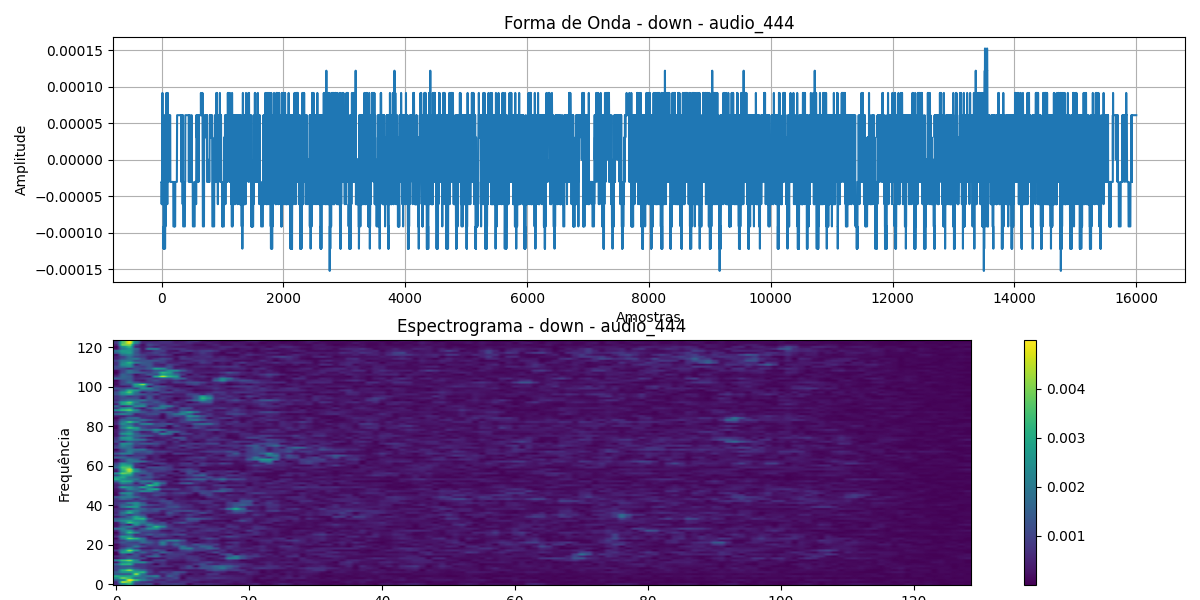 Forma de Onda - down - audio_444
Amplitude
0.00015
0.00010
0.00005
0.00000
−0.00005
−0.00010
−0.00015
0 2000 4000 6000 8000 10000 12000 14000 16000
Amostras
Espectrograma - down - audio_444
Frequência
120
100
80
60
40
20
0
0 20 40 60 80 100 120
0.004
0.003
0.002
0.001